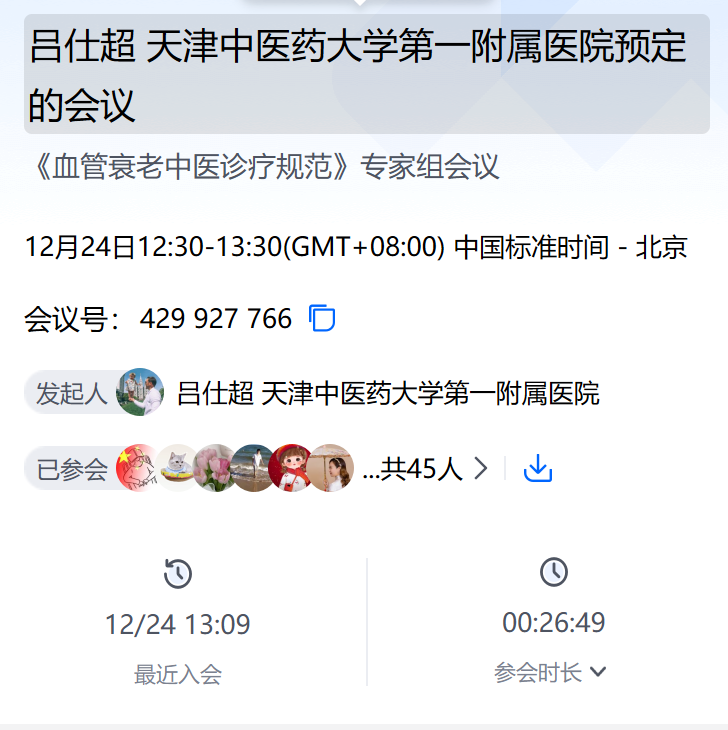 吕仕超 天津中医药大学第一附属医院预定
的会议
《血管衰老中医诊疗规范》专家组会议
12月24日12:30-13:30(GMT+08:00) 中国标准时间 - 北京
会议号： 429 927 766
发起人 吕仕超 天津中医药大学第一附属医院
已参会 ...共45人
12/24 13:09
最近入会
00:26:49
参会时长